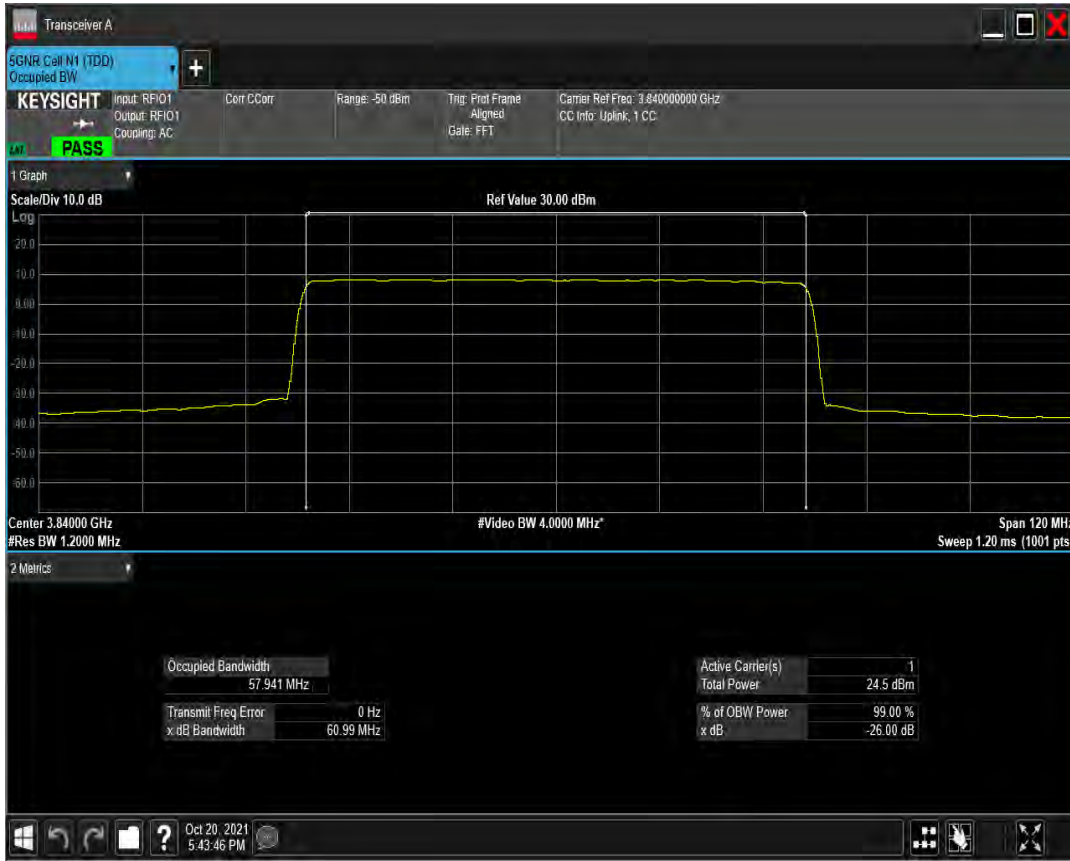 Transceiver A
5GNR Cell N1 (TDD)
Occupied BW
+
KEYSIGHT Input: RFIO1 Corr CCorr Range: -50 dBm Trig: Prot Frame Carrier Ref Freq: 3.840000000 GHz
Output: RFIO1 Aligned CC Info: Uplink, 1 CC
Coupling: AC Gate: FFT
PASS
1 Graph
Scale/Div 10.0 dB Ref Value 30.00 dBm
Log
20.0
10.0
0.00
-10.0
-20.0
-30.0
-40.0
-50.0
-60.0
Center 3.84000 GHz #Video BW 4.0000 MHz* Span 120 MHz
#Res BW 1.2000 MHz Sweep 1.20 ms (1001 pts
2 Metrics
Occupied Bandwidth Active Carrier(s) 1
57.941 MHz Total Power 24.5 dBm
Transmit Freq Error 0 Hz % of OBW Power 99.00 %
x dB Bandwidth 60.99 MHz x dB -26.00 dB
? Oct 20, 2021
5:43:46 PM